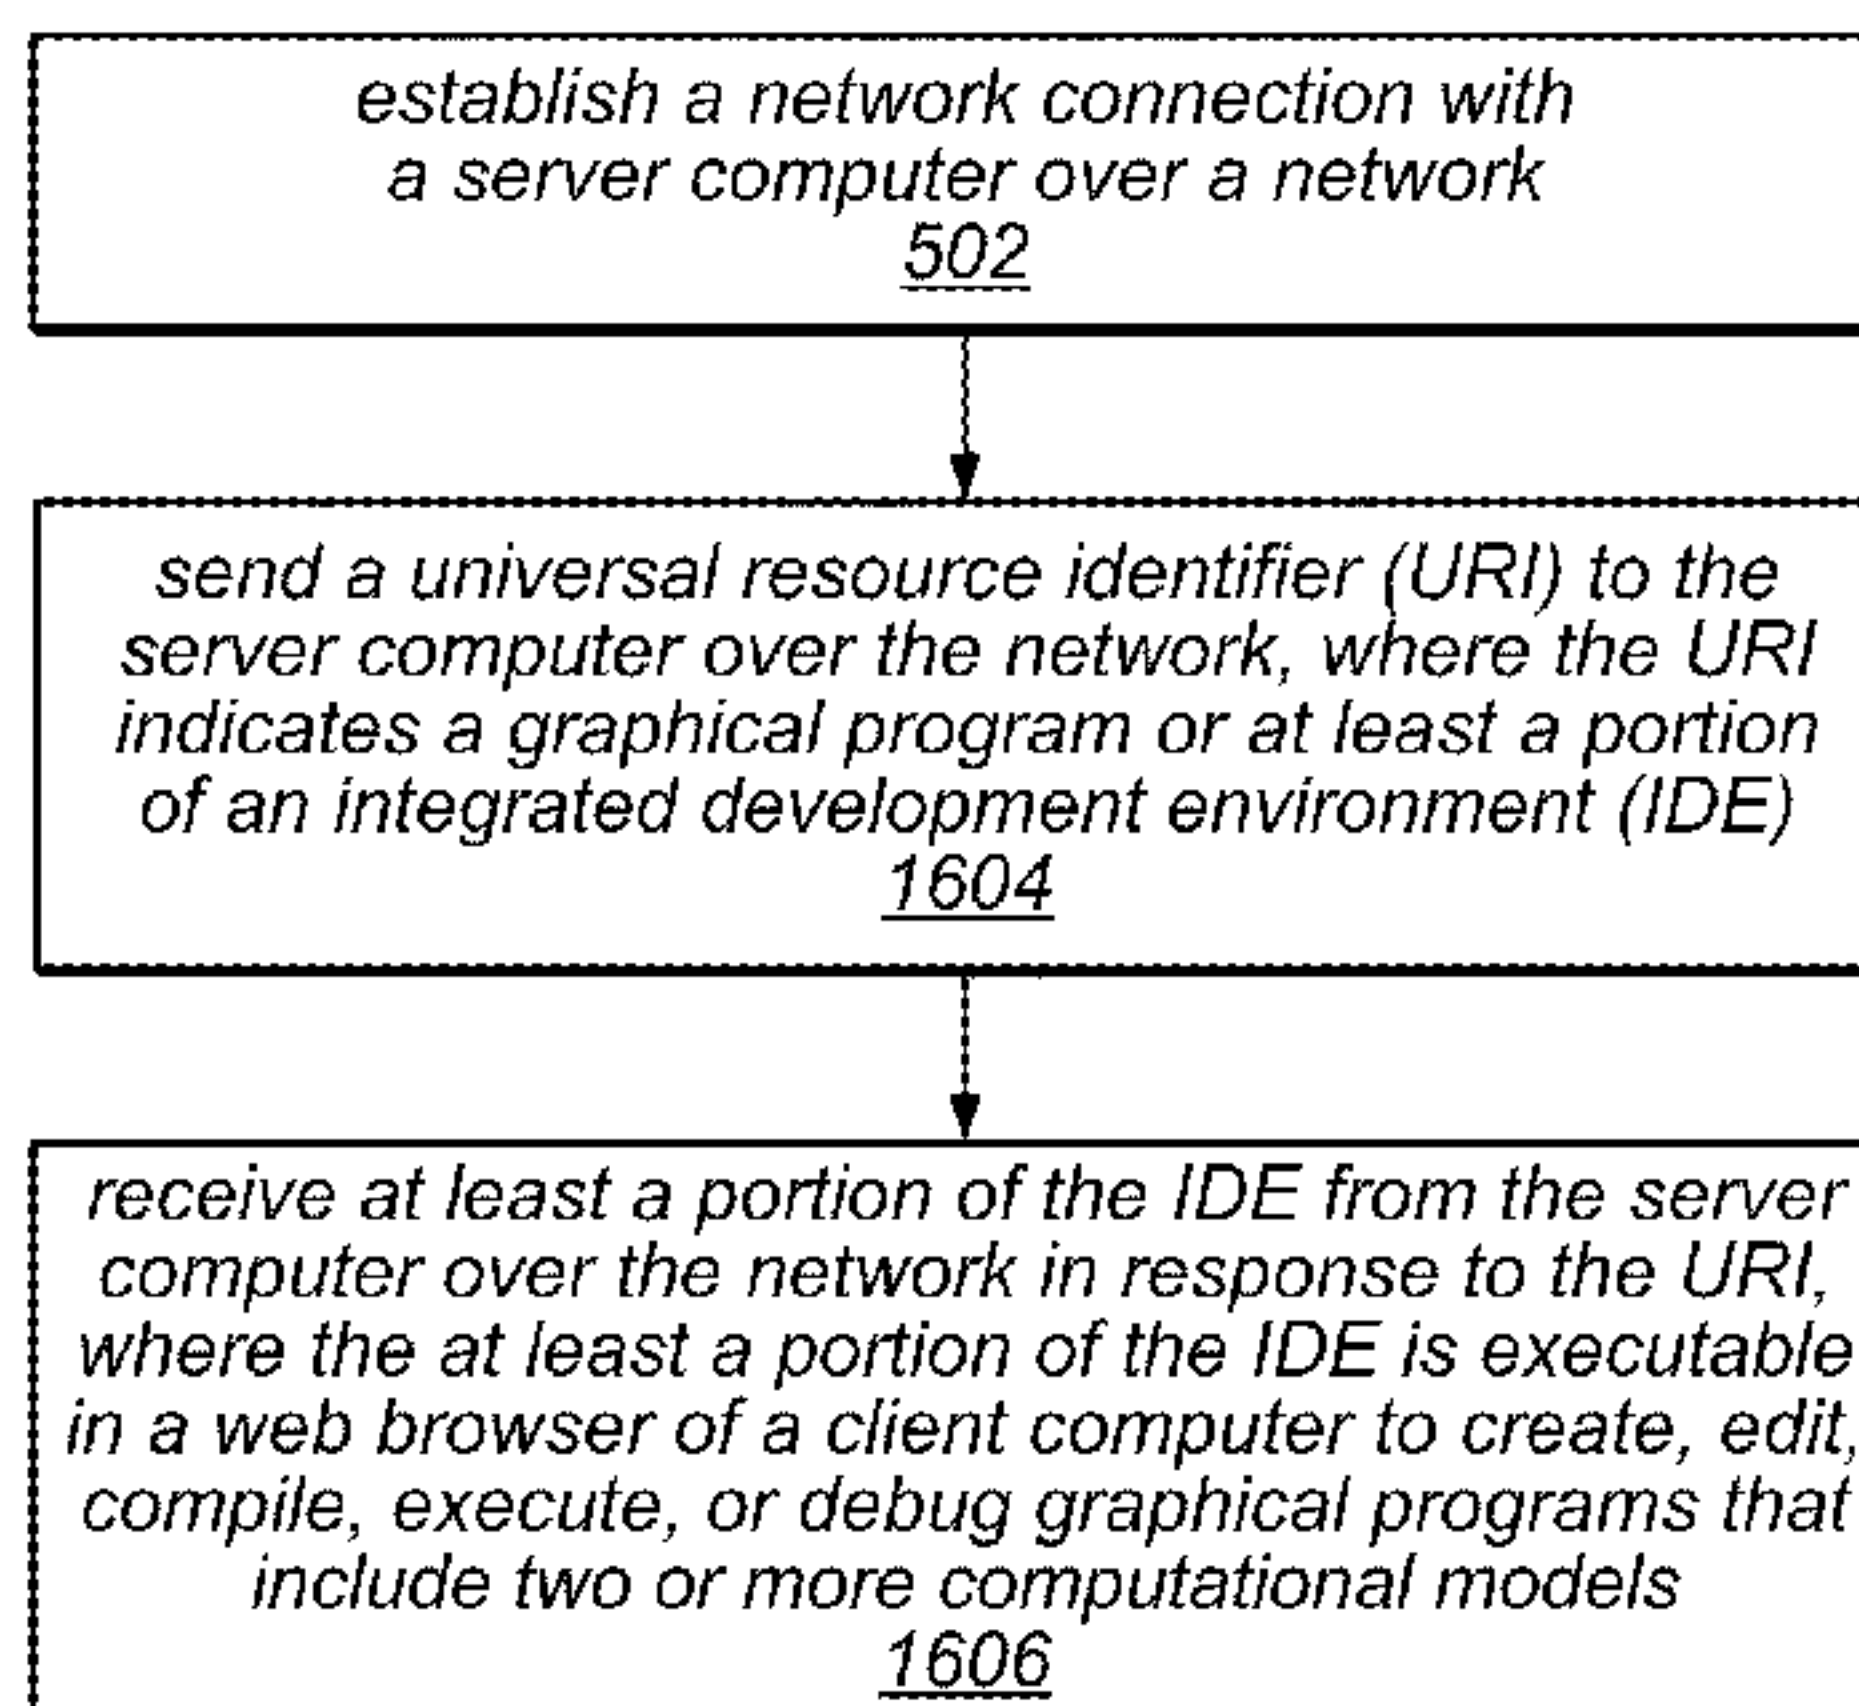 establish a network connection with
a server computer over a network
502
send a universal resource identifier (URI) to the
server computer over the network, where the URI
indicates a graphical program or at least a portion
of an integrated development environment (IDE)
1604
receive at least a portion of the IDE from the server
computer over the network in response to the URI,
where the at least a portion of the IDE is executable
in a web browser of a client computer to create, edit,
compile, execute, or debug graphical programs that
include two or more computational models
1606